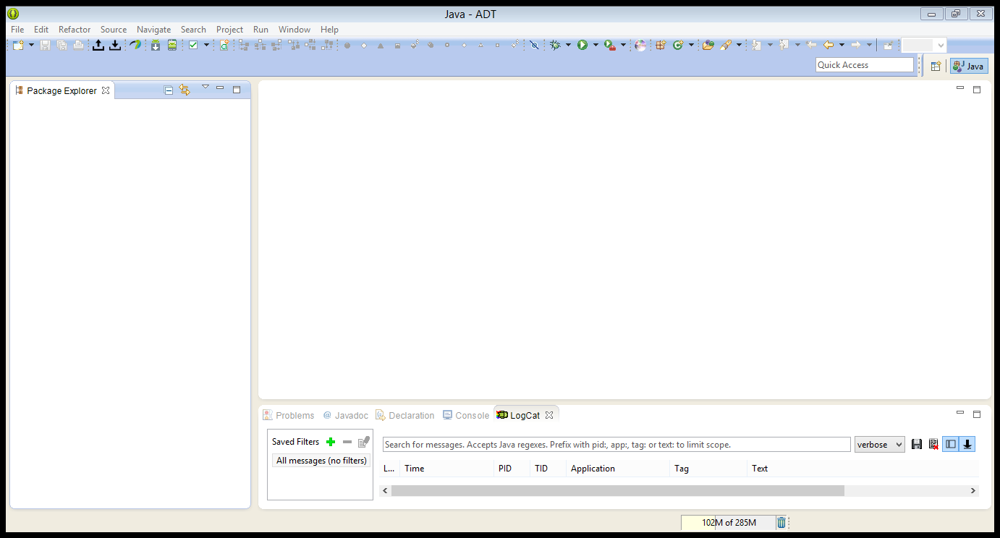 Java - ADT
File Edit Refactor Source Navigate Search Project Run Window Help
Quick Access
Java
Package Explorer
Problems @ Javadoc Declaration Console LogCat
Saved Filters
Search for messages. Accepts Java regexes. Prefix with pid:, app:, tag: or text: to limit scope.
verbose
All messages (no filters)
L... Time PID TID Application Tag Text
102M of 285M